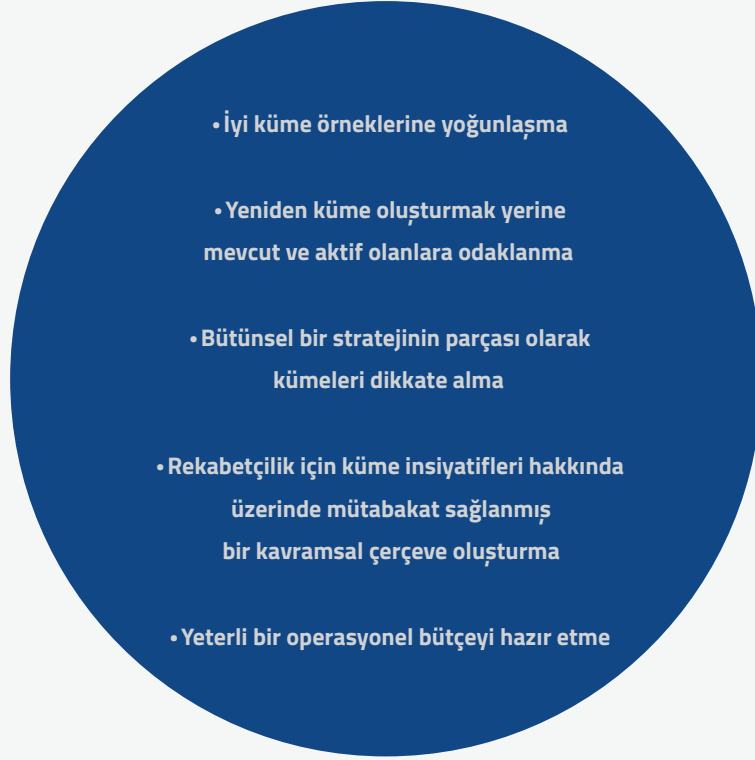 •İyi küme örneklerine yoğunlaşma
•Yeniden küme oluşturmak yerine
mevcut ve aktif olanlara odaklanma
•Bütünsel bir stratejinin parçası olarak
kümeleri dikkate alma
•Rekabetçilik için küme insiyatifleri hakkında
üzerinde mütabakat sağlanmış
bir kavramsal çerçeve oluşturma
•Yeterli bir operasyonel bütçeyi hazır etme